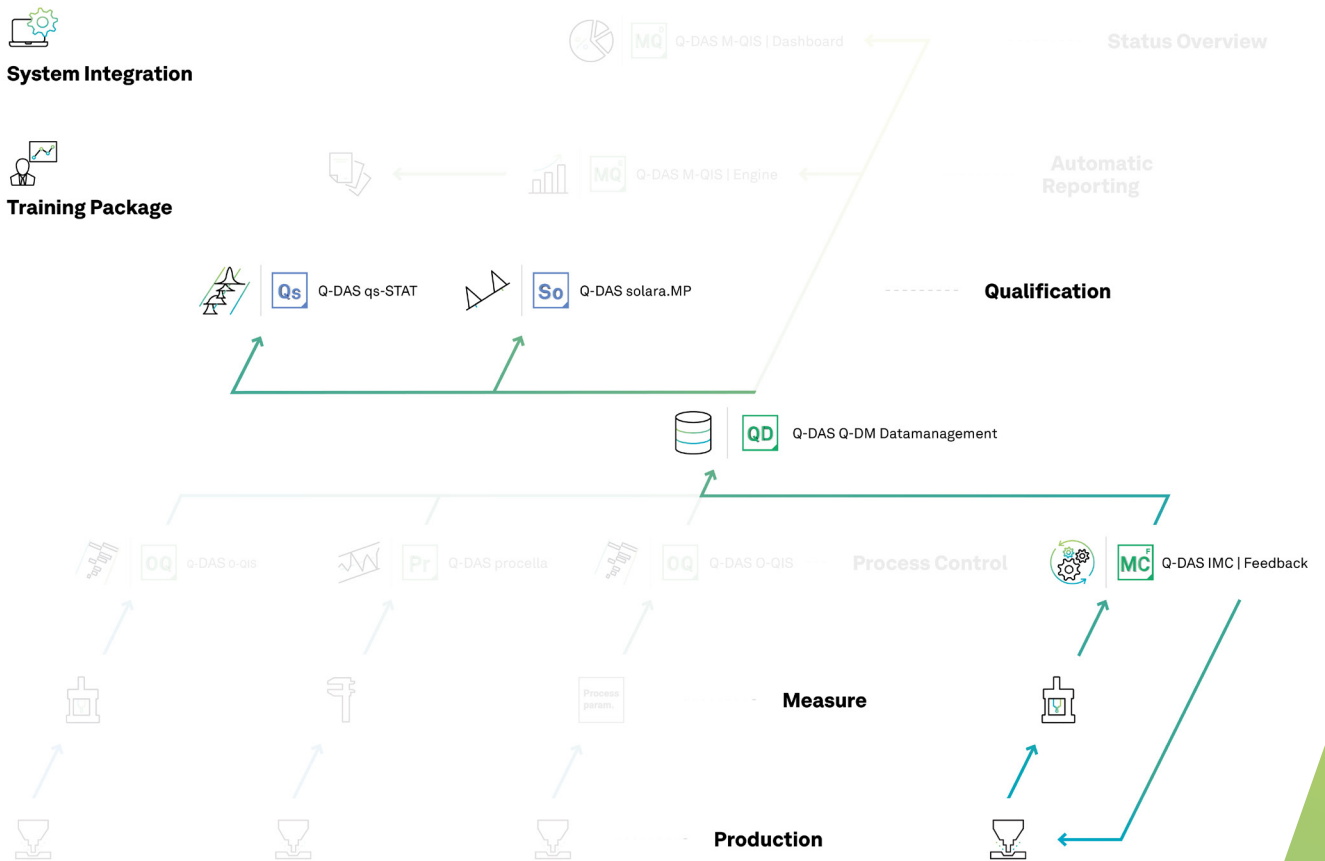 MQ Q-DAS M-QIS | Dashboard
Status Overview
System Integration
MQ Q-DAS M-QIS | Engine
Automatic
Reporting
Training Package
Qs Q-DAS qs-STAT
So Q-DAS solara.MP
Qualification
QD Q-DAS Q-DM Datamanagement
OQ Q-DAS O-QIS
Pr Q-DAS procella
OQ Q-DAS O-QIS
Process Control
MC F Q-DAS IMC | Feedback
Process
param.
Measure
Production